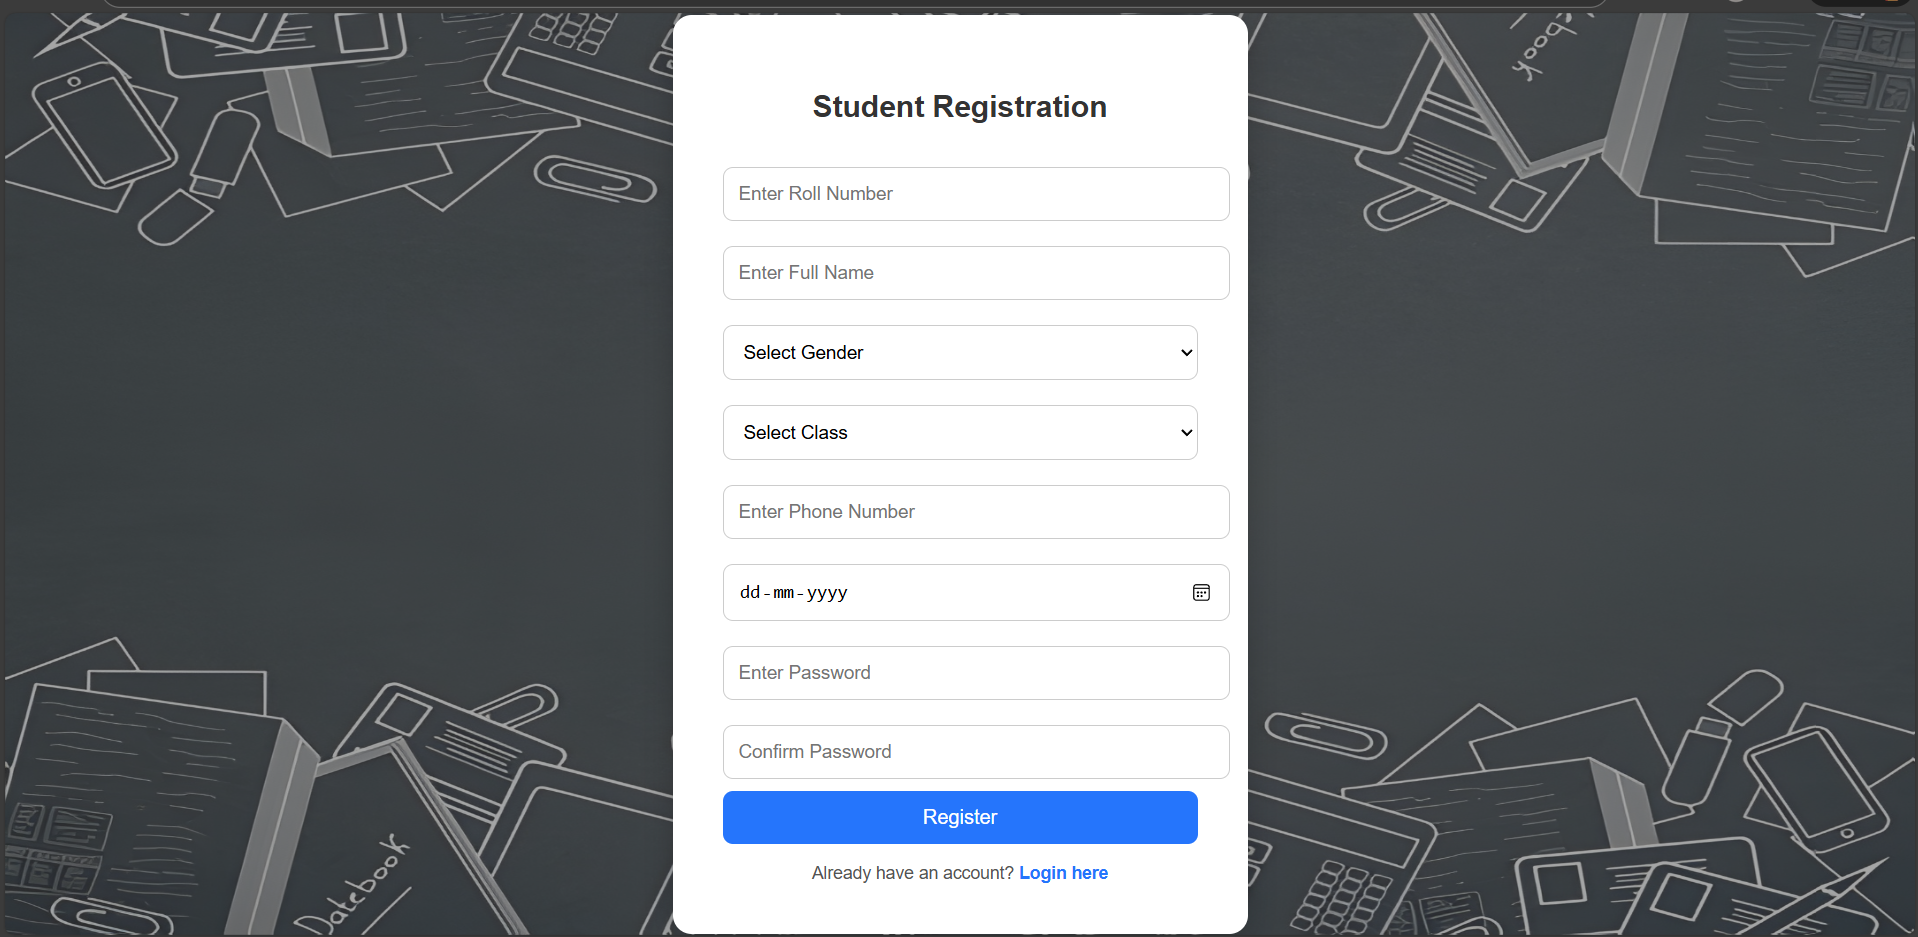 Student Registration
Enter Roll Number
Enter Full Name
Select Gender
Select Class
Enter Phone Number
dd-mm-yyyy
Enter Password
Confirm Password
Register
Already have an account? Login here
Datebook